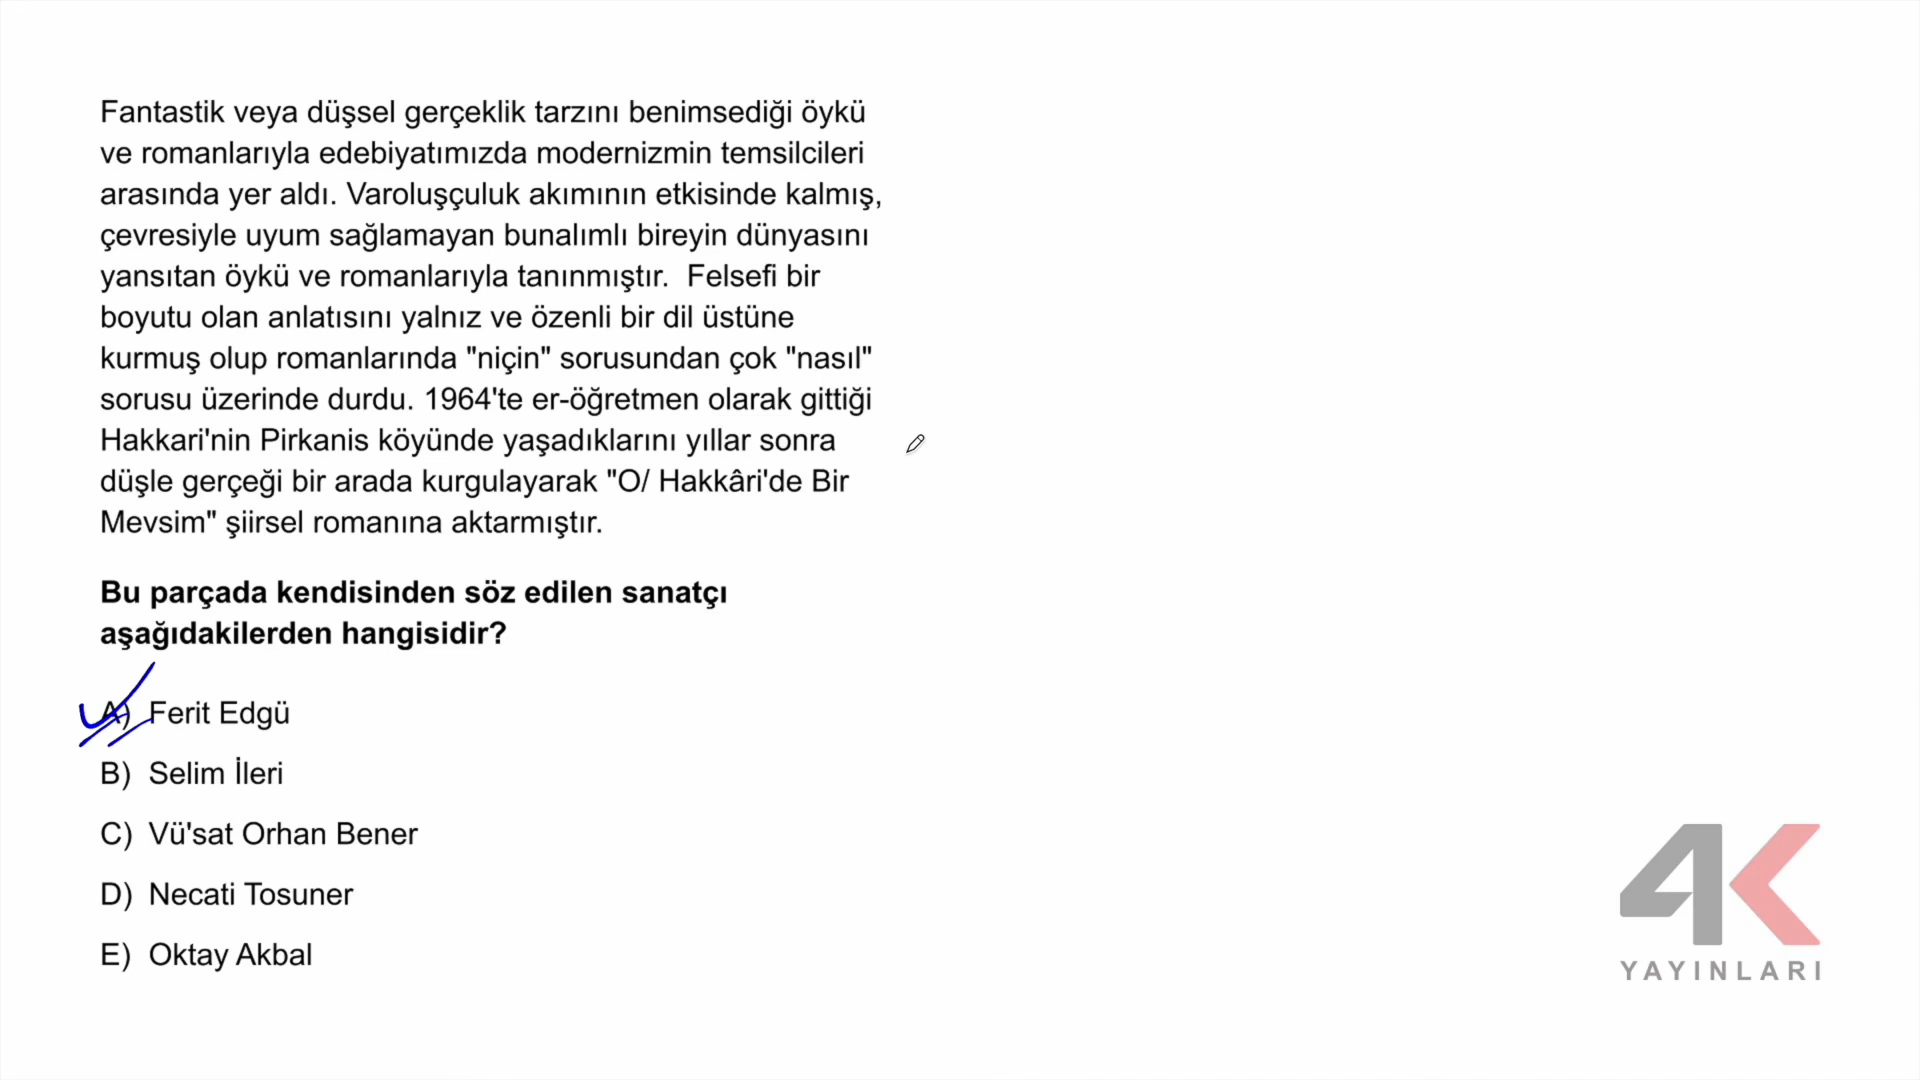 Fantastik veya düşsel gerçeklik tarzını benimsediği öykü
ve romanlarıyla edebiyatımızda modernizmin temsilcileri
arasında yer aldı. Varoluşçuluk akımının etkisinde kalmış,
çevresiyle uyum sağlamayan bunalımlı bireyin dünyasını
yansıtan öykü ve romanlarıyla tanınmıştır.  Felsefi bir
boyutu olan anlatısını yalnız ve özenli bir dil üstüne
kurmuş olup romanlarında "niçin" sorusundan çok "nasıl"
sorusu üzerinde durdu. 1964'te er-öğretmen olarak gittiği
Hakkari'nin Pirkanis köyünde yaşadıklarını yıllar sonra
düşle gerçeği bir arada kurgulayarak "O/ Hakkâri'de Bir
Mevsim" şiirsel romanına aktarmıştır.
Bu parçada kendisinden söz edilen sanatçı
aşağıdakilerden hangisidir?
A) Ferit Edgü
B) Selim İleri
C) Vü'sat Orhan Bener
D) Necati Tosuner
E) Oktay Akbal
4K
YAYINLARI